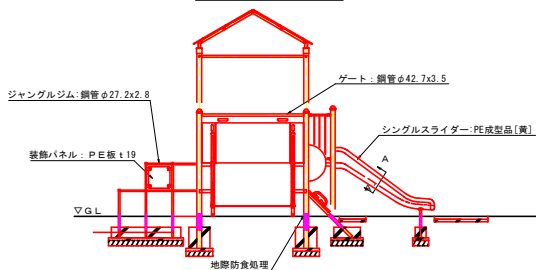 ゲート：鋼管φ42.7x3.5
ジャングルジム：鋼管φ27.2x2.8
シングルスライダー：PE成型品[黄]
装飾パネル：PE板t19
A
A
▽GL
地際防食処理